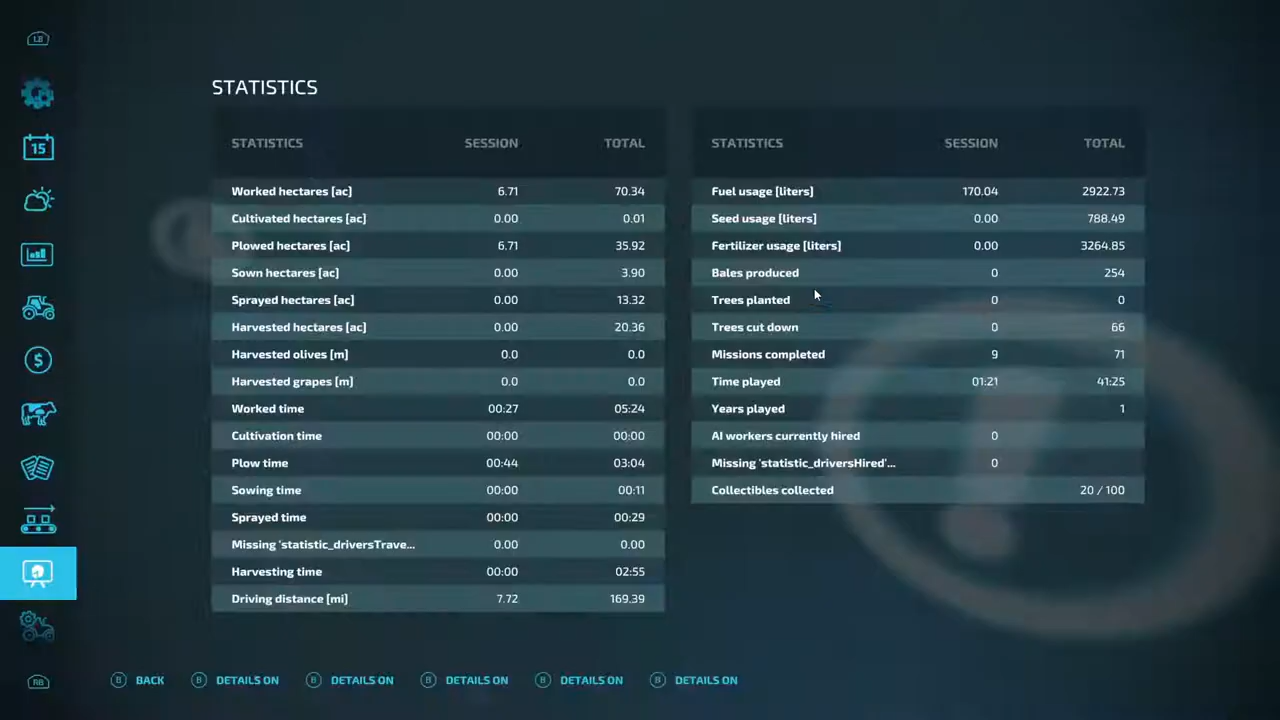 LB
15
STATISTICS
STATISTICS SESSION TOTAL
Worked hectares [ac] 6.71 70.34
Cultivated hectares [ac] 0.00 0.01
Plowed hectares [ac] 6.71 35.92
Sown hectares [ac] 0.00 3.90
Sprayed hectares [ac] 0.00 13.32
Harvested hectares [ac] 0.00 20.36
Harvested olives [m] 0.0 0.0
Harvested grapes [m] 0.0 0.0
Worked time 00:27 05:24
Cultivation time 00:00 00:00
Plow time 00:44 03:04
Sowing time 00:00 00:11
Sprayed time 00:00 00:29
Missing 'statistic_driversTrave... 0.00 0.00
Harvesting time 00:00 02:55
Driving distance [mi] 7.72 169.39
STATISTICS SESSION TOTAL
Fuel usage [liters] 170.04 2922.73
Seed usage [liters] 0.00 788.49
Fertilizer usage [liters] 0.00 3264.85
Bales produced 0 254
Trees planted 0 0
Trees cut down 0 66
Missions completed 9 71
Time played 01:21 41:25
Years played 1
AI workers currently hired 0
Missing 'statistic_driversHired'... 0
Collectibles collected 20 / 100
RB
B BACK B DETAILS ON B DETAILS ON B DETAILS ON B DETAILS ON B DETAILS ON